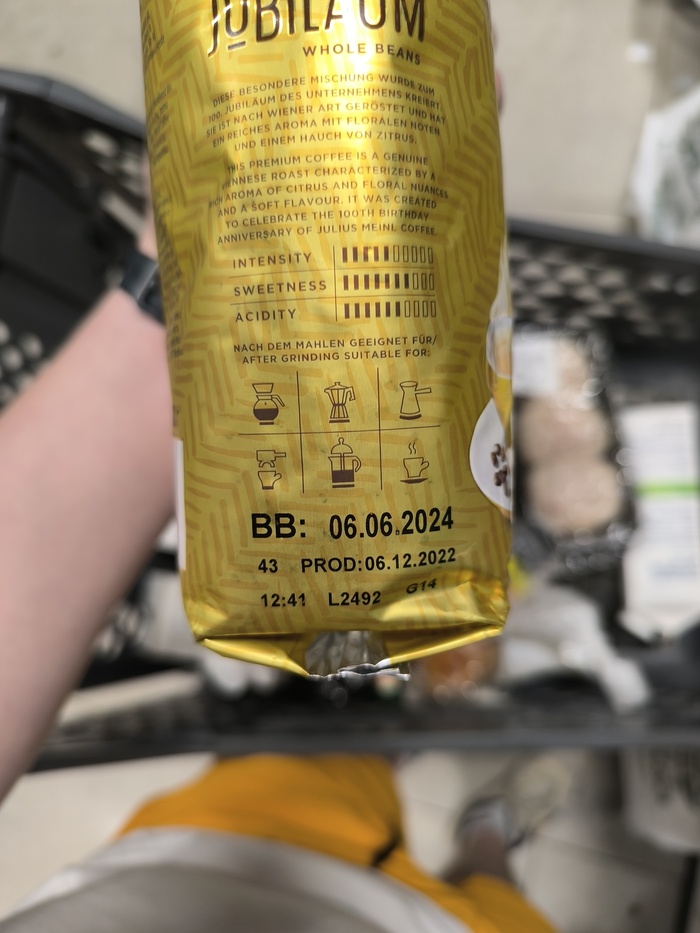 JUBILÄUM
WHOLE BEANS
DIESE BESONDERE MISCHUNG WURDE ZUM
100. JUBILÄUM DES UNTERNEHMENS KREIERT.
SIE IST NACH WIENER ART GERÖSTET UND HAT
EIN REICHES AROMA MIT FLORALEN NOTEN
UND EINEM HAUCH VON ZITRUS.
THIS PREMIUM COFFEE IS A GENUINE
VIENNESE ROAST CHARACTERIZED BY A
RICH AROMA OF CITRUS AND FLORAL NUANCES
AND A SOFT FLAVOUR. IT WAS CREATED
TO CELEBRATE THE 100TH BIRTHDAY
ANNIVERSARY OF JULIUS MEINL COFFEE.
INTENSITY
SWEETNESS
ACIDITY
NACH DEM MAHLEN GEEIGNET FÜR/
AFTER GRINDING SUITABLE FOR:
BB: 06.06.2024
43 PROD:06.12.2022
12:41 L2492 G14